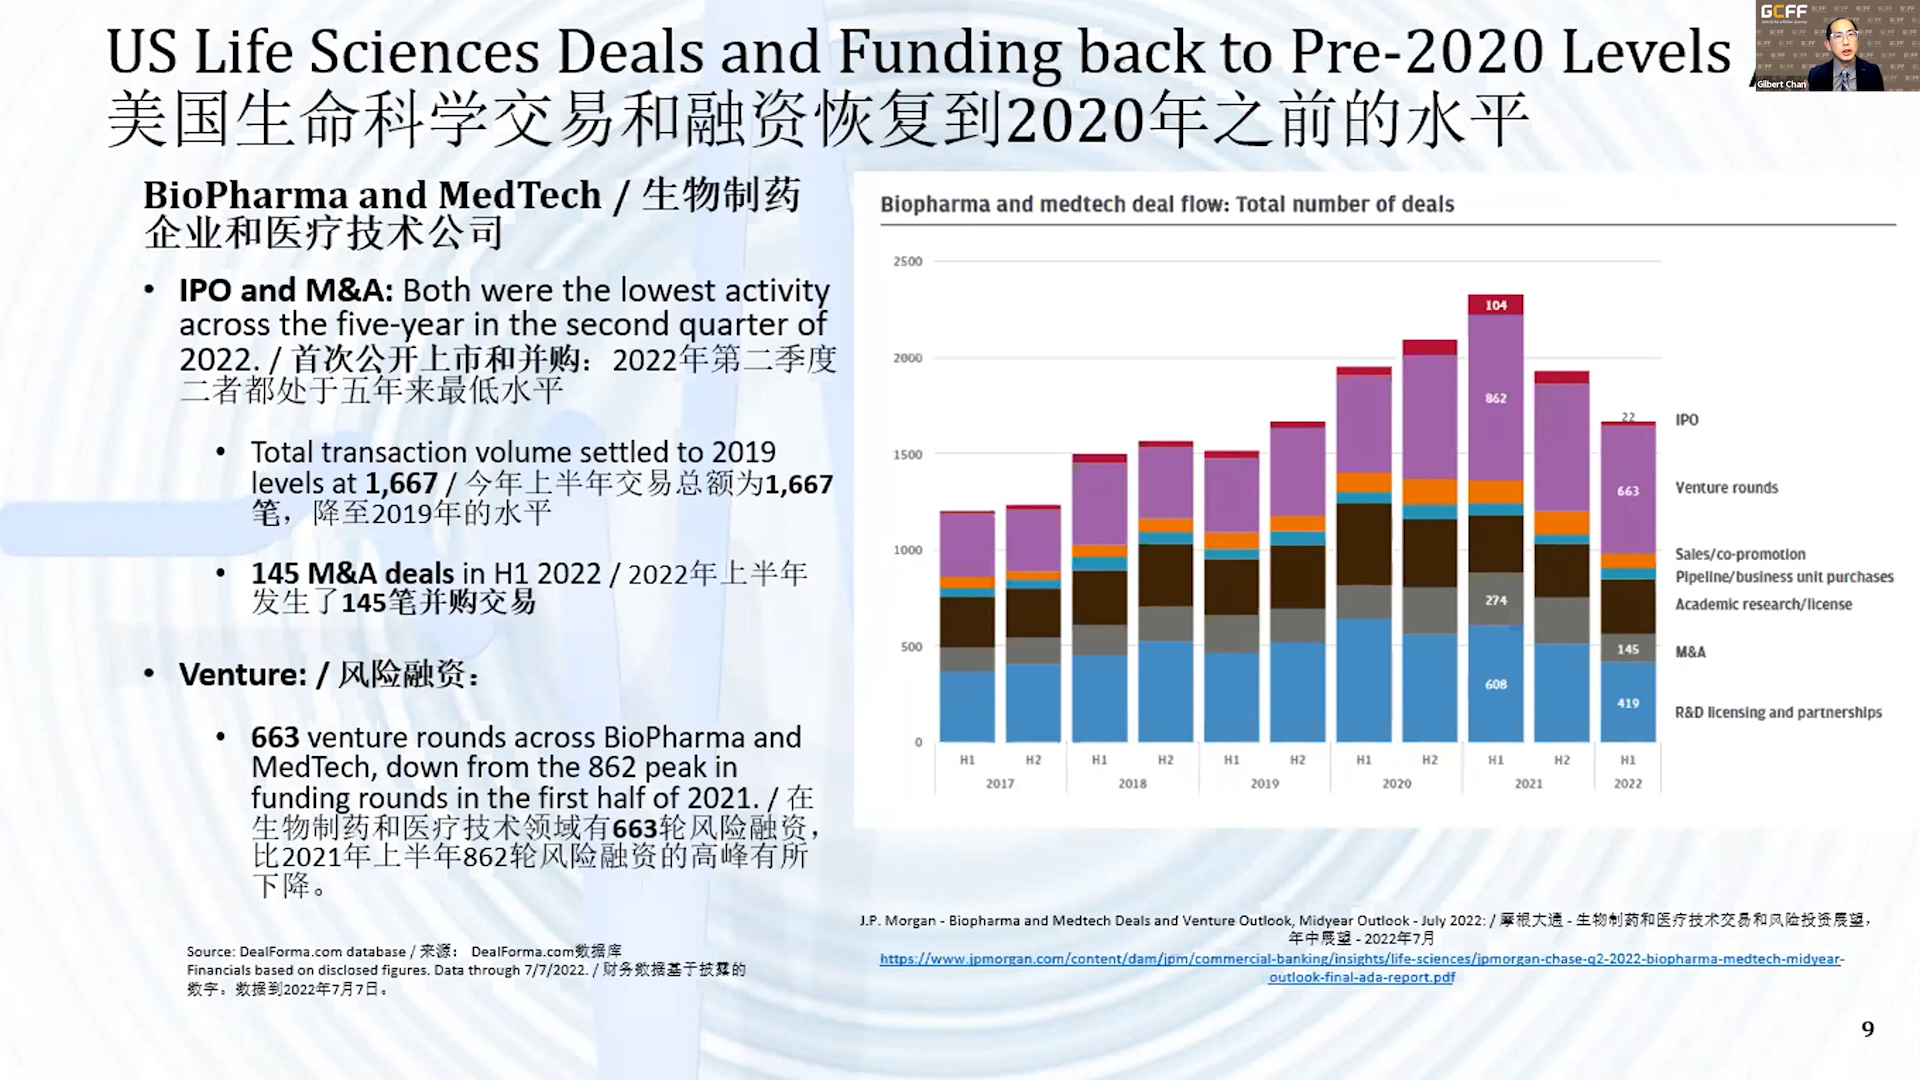 US Life Sciences Deals and Funding back to Pre-2020 Levels
美国生命科学交易和融资恢复到2020年之前的水平
GCFF
Gilbert Chan
BioPharma and MedTech / 生物制药
企业和医疗技术公司
• IPO and M&A: Both were the lowest activity
across the five-year in the second quarter of
2022. / 首次公开上市和并购：2022年第二季度
二者都处于五年来最低水平
• Total transaction volume settled to 2019
levels at 1,667 / 今年上半年交易总额为1,667
笔，降至2019年的水平
• 145 M&A deals in H1 2022 / 2022年上半年
发生了145笔并购交易
• Venture: / 风险融资：
• 663 venture rounds across BioPharma and
MedTech, down from the 862 peak in
funding rounds in the first half of 2021. / 在
生物制药和医疗技术领域有663轮风险融资，
比2021年上半年862轮风险融资的高峰有所
下降。
Source: DealForma.com database / 来源： DealForma.com数据库
Financials based on disclosed figures. Data through 7/7/2022. / 财务数据基于披露的
数字。数据到2022年7月7日。
Biopharma and medtech deal flow: Total number of deals
2500
2000
1500
1000
500
0
104
862
274
608
22
663
145
419
IPO
Venture rounds
Sales/co-promotion
Pipeline/business unit purchases
Academic research/license
M&A
R&D licensing and partnerships
H1 H2 H1 H2 H1 H2 H1 H2 H1 H2 H1
2017 2018 2019 2020 2021 2022
J.P. Morgan - Biopharma and Medtech Deals and Venture Outlook, Midyear Outlook - July 2022: / 摩根大通 - 生物制药和医疗技术交易和风险投资展望，
年中展望 - 2022年7月
https://www.jpmorgan.com/content/dam/jpm/commercial-banking/insights/life-sciences/jpmorgan-chase-q2-2022-biopharma-medtech-midyear-
outlook-final-ada-report.pdf
9